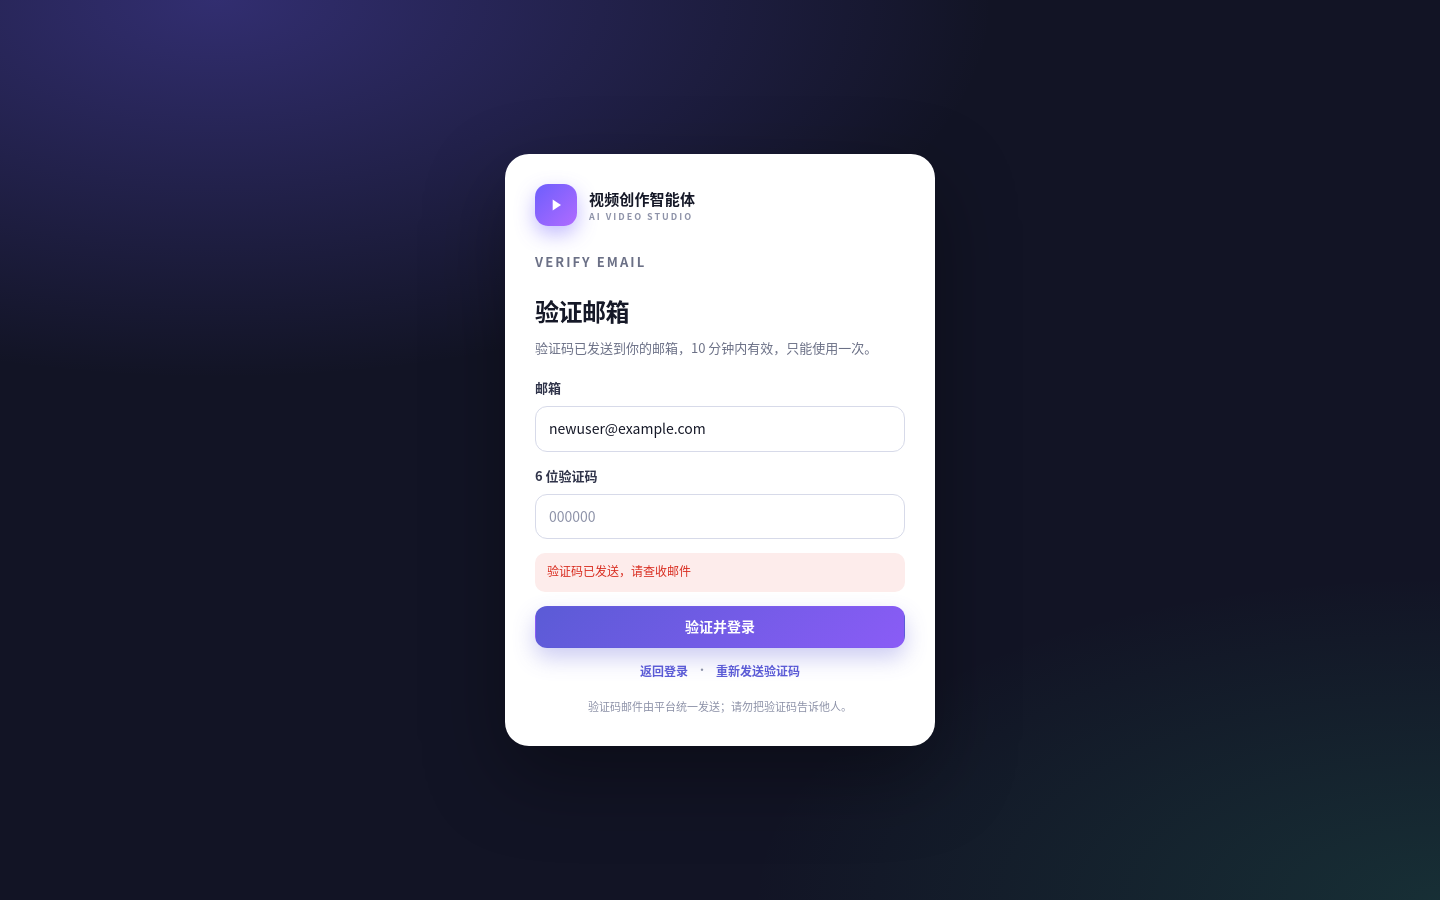 视频创作智能体
AI VIDEO STUDIO
VERIFY EMAIL
验证邮箱
验证码已发送到你的邮箱，10 分钟内有效，只能使用一次。
邮箱
newuser@example.com
6 位验证码
000000
验证码已发送，请查收邮件
验证并登录
返回登录 · 重新发送验证码
验证码邮件由平台统一发送；请勿把验证码告诉他人。